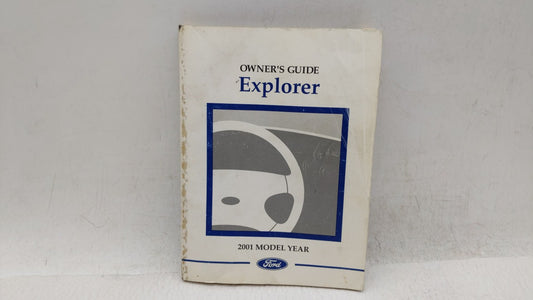 OWNER'S GUIDE
Explorer
2001 MODEL YEAR
Ford